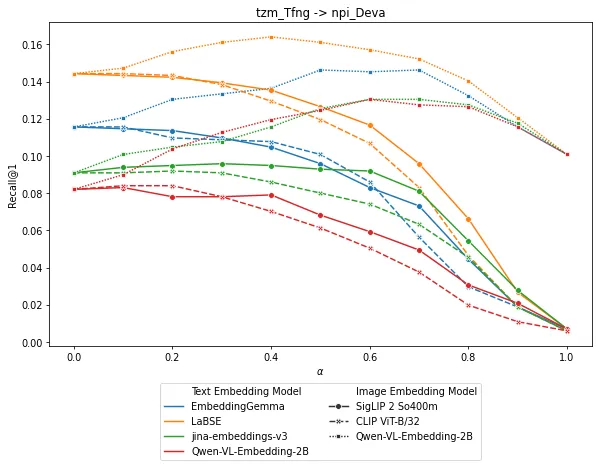 tzm_Tfng -> npi_Deva
Recall@1
0.16
0.14
0.12
0.10
0.08
0.06
0.04
0.02
0.00
0.0 0.2 0.4 0.6 0.8 1.0
α
Text Embedding Model
EmbeddingGemma
LaBSE
jina-embeddings-v3
Qwen-VL-Embedding-2B
Image Embedding Model
SigLIP 2 So400m
CLIP ViT-B/32
Qwen-VL-Embedding-2B